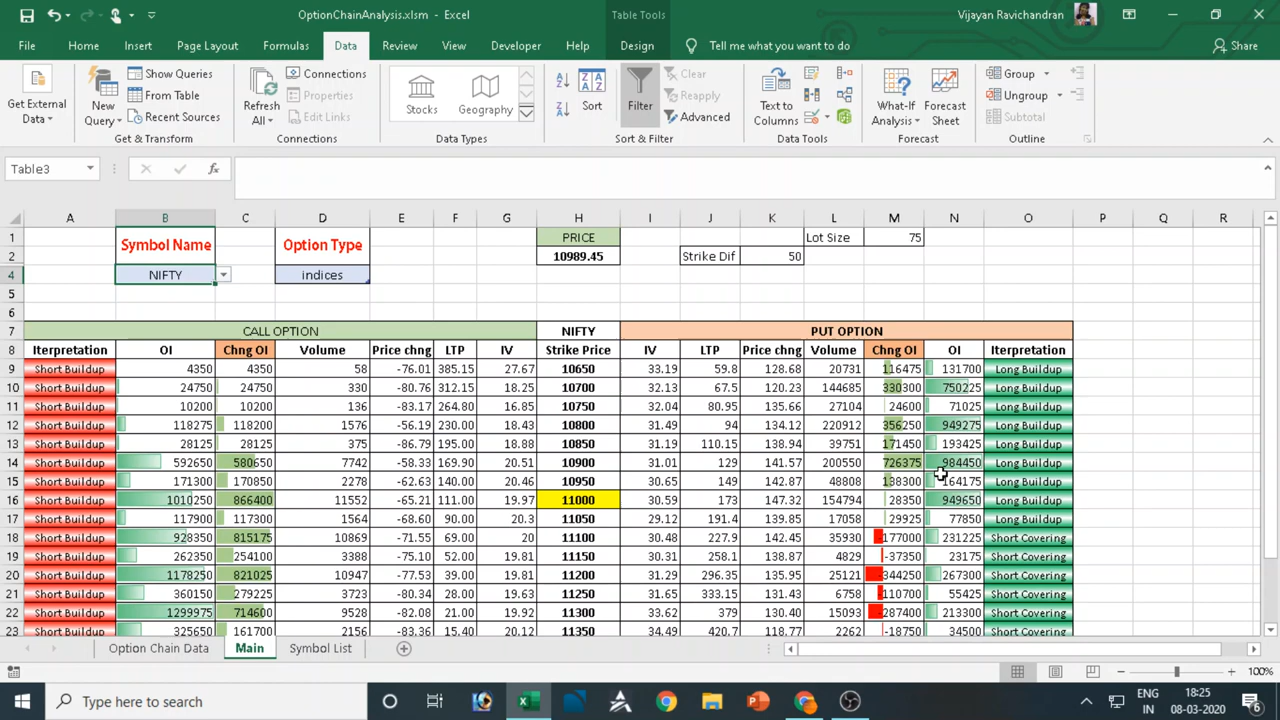 OptionChainAnalysis.xlsm - Excel
Table Tools
Vijayan Ravichandran
File Home Insert Page Layout Formulas Data Review View Developer Help Design Tell me what you want to do Share
Get External Data
New Query
Show Queries
From Table
Recent Sources
Get & Transform
Refresh All
Connections
Properties
Edit Links
Connections
Stocks
Geography
Data Types
Sort
Filter
Clear
Reapply
Advanced
Sort & Filter
Text to Columns
Data Tools
What-If Analysis
Forecast Sheet
Forecast
Group
Ungroup
Subtotal
Outline
Table3
fx
A B C D E F G H I J K L M N O P Q R
1 Symbol Name Option Type PRICE Lot Size 75
2 10989.45 Strike Dif 50
4 NIFTY indices
5
6
7 CALL OPTION NIFTY PUT OPTION
8 Iterpretation OI Chng OI Volume Price chng LTP IV Strike Price IV LTP Price chng Volume Chng OI OI Iterpretation
9 Short Buildup 4350 4350 58 -76.01 385.15 27.67 10650 33.19 59.8 128.68 20731 116475 131700 Long Buildup
10 Short Buildup 24750 24750 330 -80.76 312.15 18.25 10700 32.13 67.5 120.23 144685 330300 750225 Long Buildup
11 Short Buildup 10200 10200 136 -83.17 264.80 16.85 10750 32.04 80.95 135.66 27104 24600 71025 Long Buildup
12 Short Buildup 118275 118200 1576 -56.19 230.00 18.43 10800 31.49 94 134.12 220912 356250 949275 Long Buildup
13 Short Buildup 28125 28125 375 -86.79 195.00 18.88 10850 31.19 110.15 138.94 39751 171450 193425 Long Buildup
14 Short Buildup 592650 580650 7742 -58.33 169.90 20.51 10900 31.01 129 141.57 200550 726375 984450 Long Buildup
15 Short Buildup 171300 170850 2278 -62.63 140.00 20.46 10950 30.65 149 142.87 48808 138300 164175 Long Buildup
16 Short Buildup 1010250 866400 11552 -65.21 111.00 19.97 11000 30.59 173 147.32 154794 28350 949650 Long Buildup
17 Short Buildup 117900 117300 1564 -68.60 90.00 20.3 11050 29.12 191.4 139.85 17058 29925 77850 Long Buildup
18 Short Buildup 928350 815175 10869 -71.55 69.00 20 11100 30.48 227.9 142.45 35930 -177000 231225 Short Covering
19 Short Buildup 262350 254100 3388 -75.10 52.00 19.81 11150 30.31 258.1 138.87 4829 -37350 23175 Short Covering
20 Short Buildup 1178250 821025 10947 -77.53 39.00 19.81 11200 31.29 296.35 135.95 25121 -344250 267300 Short Covering
21 Short Buildup 360150 279225 3723 -80.34 28.00 19.63 11250 31.65 333.15 131.43 6758 -110700 55425 Short Covering
22 Short Buildup 1299975 714600 9528 -82.08 21.00 19.92 11300 33.62 379 130.40 15093 -287400 213300 Short Covering
23 Short Buildup 325650 161700 2156 -83.36 15.40 20.12 11350 34.49 420.7 118.77 2262 -18750 34500 Short Covering
Option Chain Data Main Symbol List
100%
Type here to search
ENG
IN
18:25
08-03-2020
6